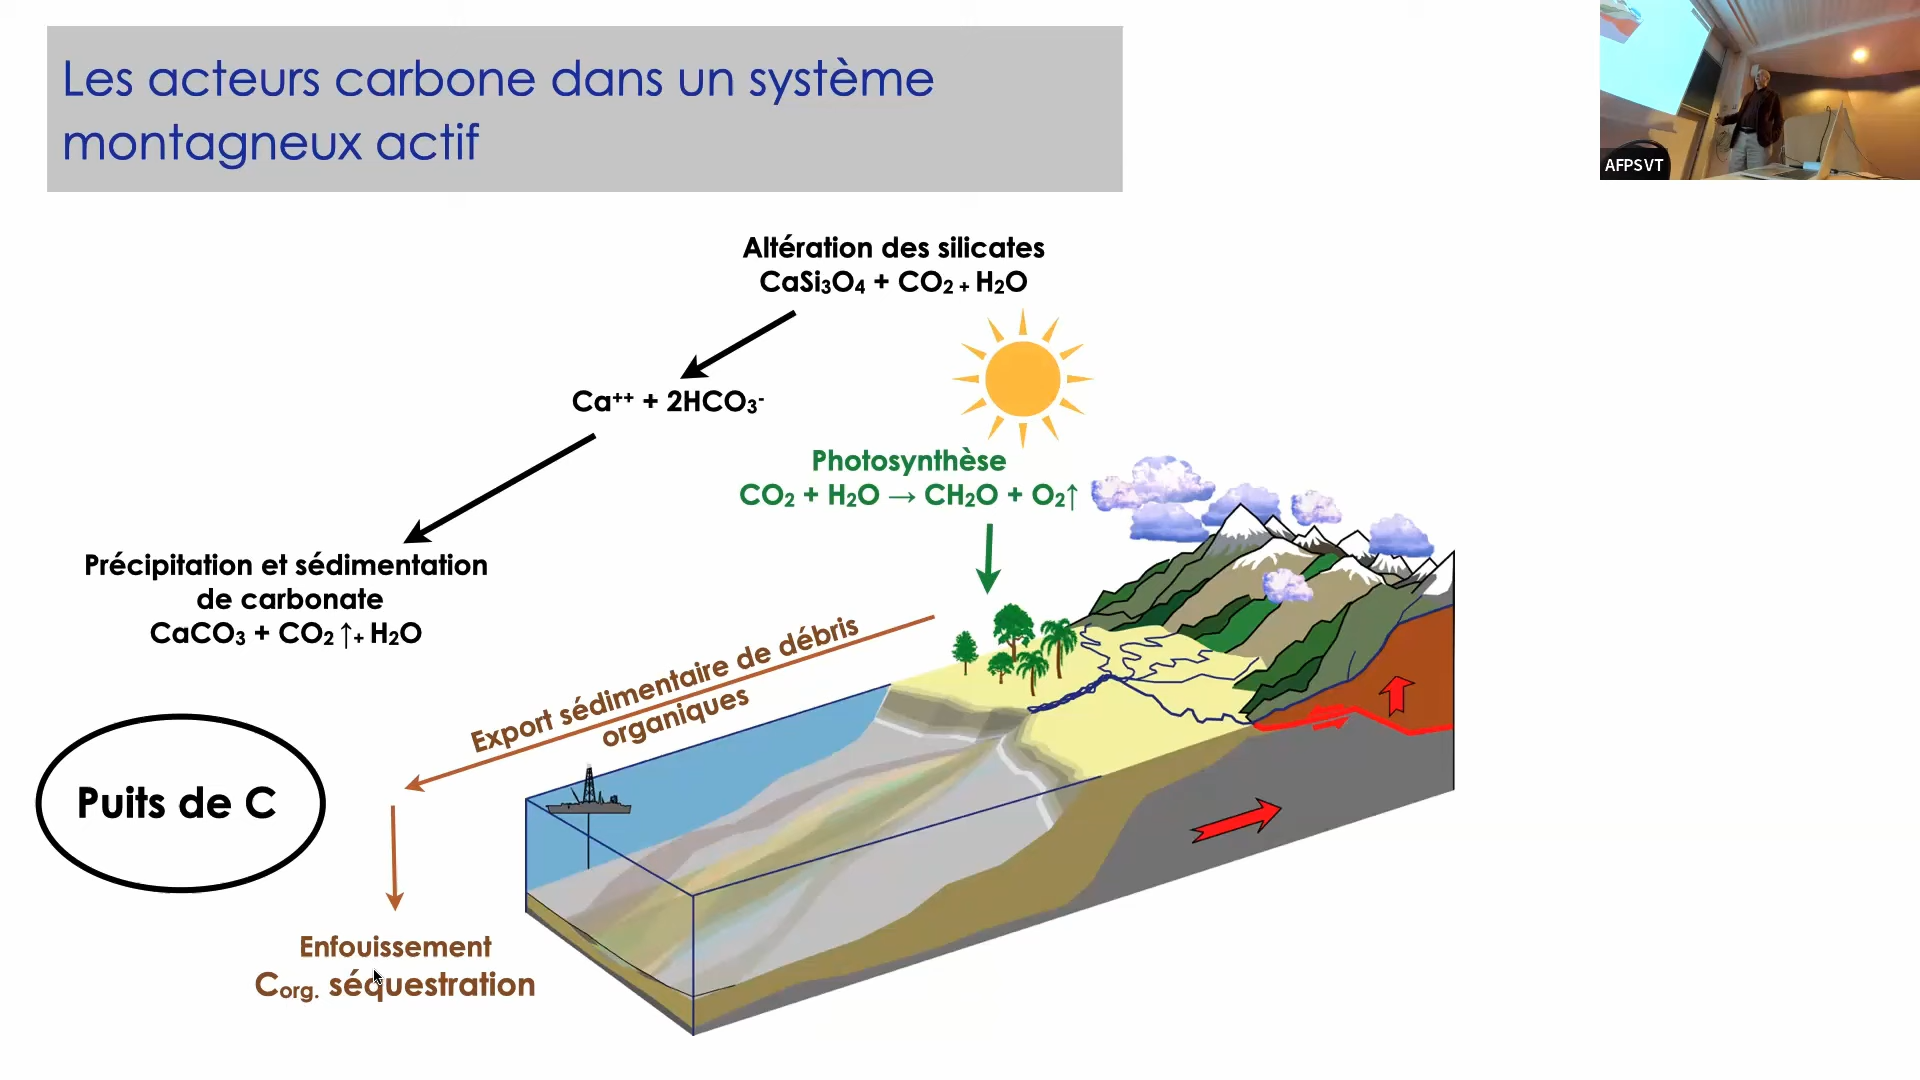 Les acteurs carbone dans un système
montagneux actif
AFPSVT
Altération des silicates
CaSi₃O₄ + CO₂ + H₂O
Ca⁺⁺ + 2HCO₃⁻
Photosynthèse
CO₂ + H₂O → CH₂O + O₂↑
Précipitation et sédimentation
de carbonate
CaCO₃ + CO₂ ↑+ H₂O
Export sédimentaire de débris
organiques
Puits de C
Enfouissement
Corg. séquestration